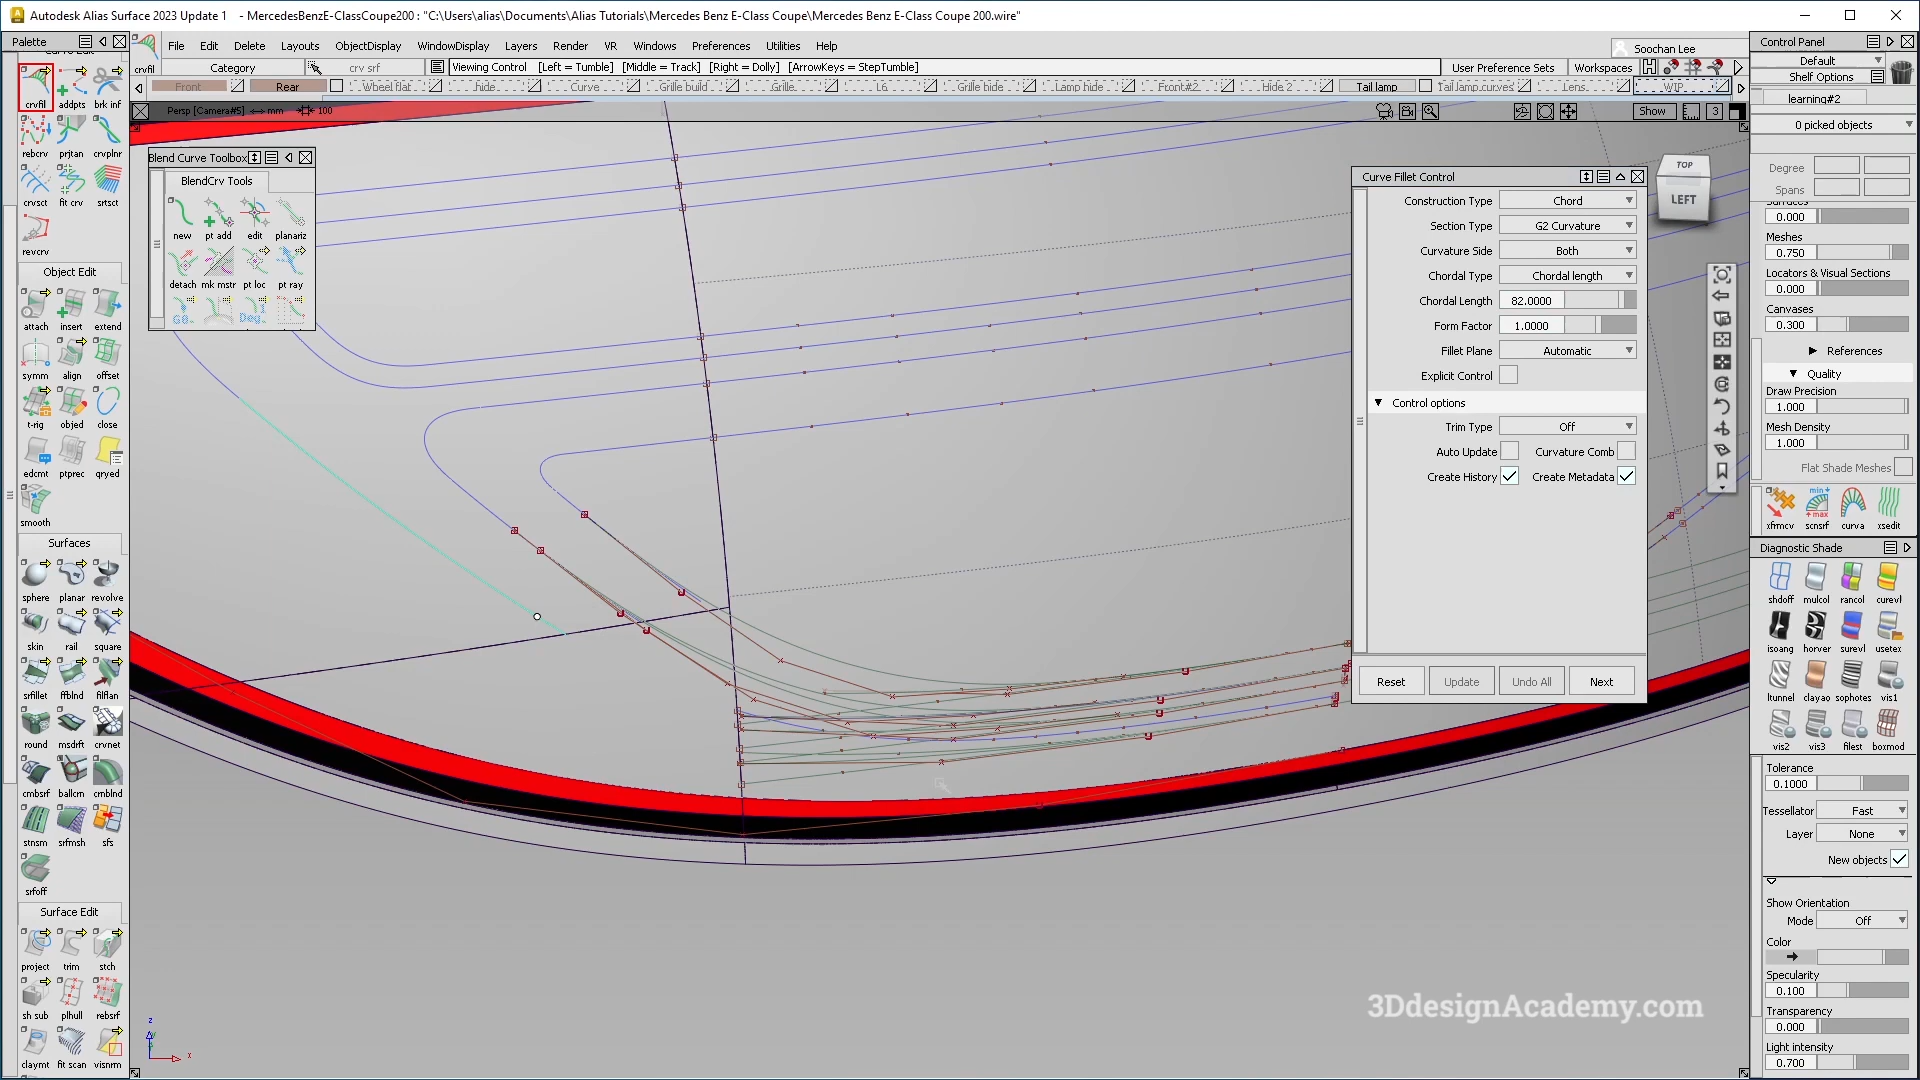 Autodesk Alias Surface 2023 Update 1 - MercedesBenzE-ClassCoupe200 : "C:\Users\alias\Documents\Alias Tutorials\Mercedes Benz E-Class Coupe\Mercedes Benz E-Class Coupe 200.wire"
Palette
File Edit Delete Layouts ObjectDisplay WindowDisplay Layers Render VR Windows Preferences Utilities Help
Soochan Lee
crvfil
Category
crv srf
Viewing Control [Left = Tumble] [Middle = Track] [Right = Dolly] [ArrowKeys = StepTumble]
User Preference Sets
Workspaces
Front Rear Wheel flat hide Curve Grille build Grille L6 Grille hide Lamp hide Front#2 Hide 2 Tail lamp Tail lamp curves Lens WIP
Persp [Camera#5] mm 100
Show
3
crvfil addpts brk inf
rebcrv prjtan crvplnr
crvsct fit crv srtsct
revcrv
Object Edit
attach insert extend
symm align offset
t-rig objed close
edcmt ptprec qryed
smooth
Surfaces
sphere planar revolve
skin rail square
srfillet ffblnd filflan
round msdrft crvnet
cmbsrf ballcrn cmblnd
stnsm srfmsh sfs
srfoff
Surface Edit
project trim stch
sh sub plhull rebsrf
claymt fit scan visnrm
Blend Curve Toolbox
BlendCrv Tools
new pt add edit planariz
detach mk mstr pt loc pt ray
G0.. Deg..
TOP
LEFT
Curve Fillet Control
Construction Type Chord
Section Type G2 Curvature
Curvature Side Both
Chordal Type Chordal length
Chordal Length 82.0000
Form Factor 1.0000
Fillet Plane Automatic
Explicit Control
Control options
Trim Type Off
Auto Update Curvature Comb
Create History Create Metadata
Reset Update Undo All Next
z
x
3DdesignAcademy.com
Control Panel
Default
Shelf Options
learning#2
0 picked objects
Degree
Spans
Surfaces
0.000
Meshes
0.750
Locators & Visual Sections
0.000
Canvases
0.300
References
Quality
Draw Precision
1.000
Mesh Density
1.000
Flat Shade Meshes
xfrmcv scnsrf curva xsedit
Diagnostic Shade
shdoff mulcol rancol curevl
isoang horver surevl usetex
ltunnel clayao sophotes vis1
vis2 vis3 filest boxmod
Tolerance
0.1000
Tessellator Fast
Layer None
New objects
Show Orientation
Mode Off
Color
Specularity
0.100
Transparency
0.000
Light intensity
0.700